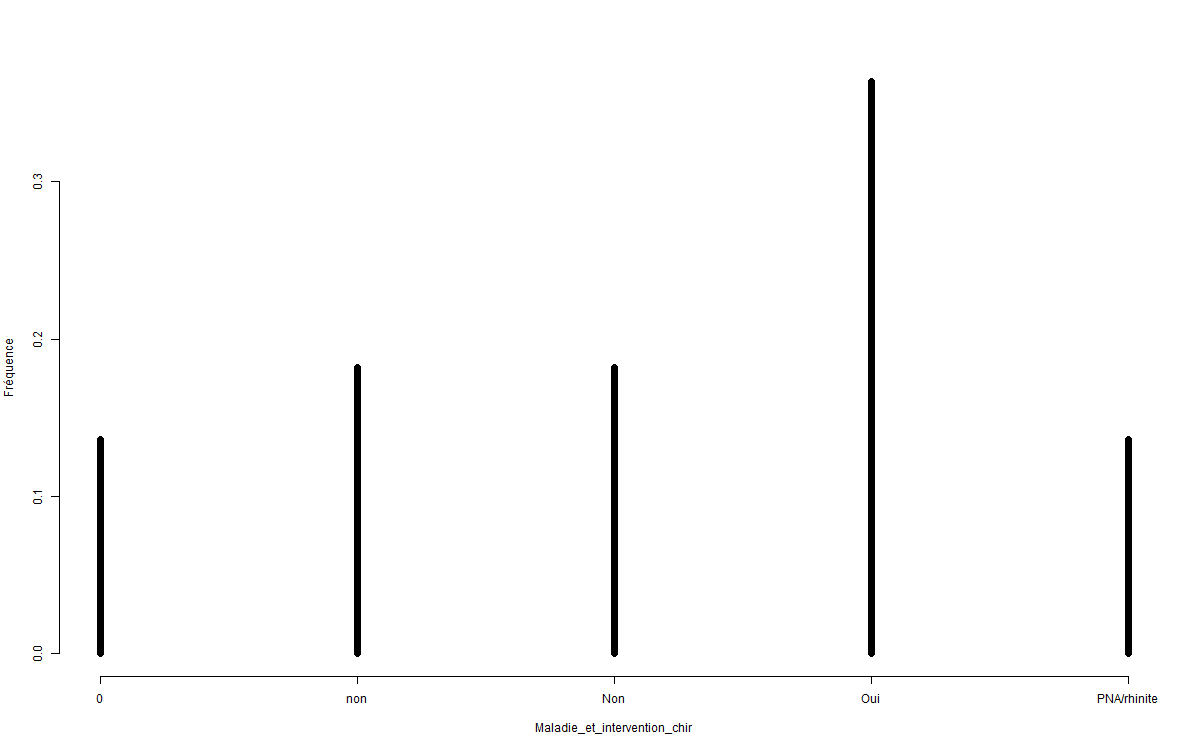 Fréquence
0.3
0.2
0.1
0.0
0 non Non Oui PNA/rhinite
Maladie_et_intervention_chir